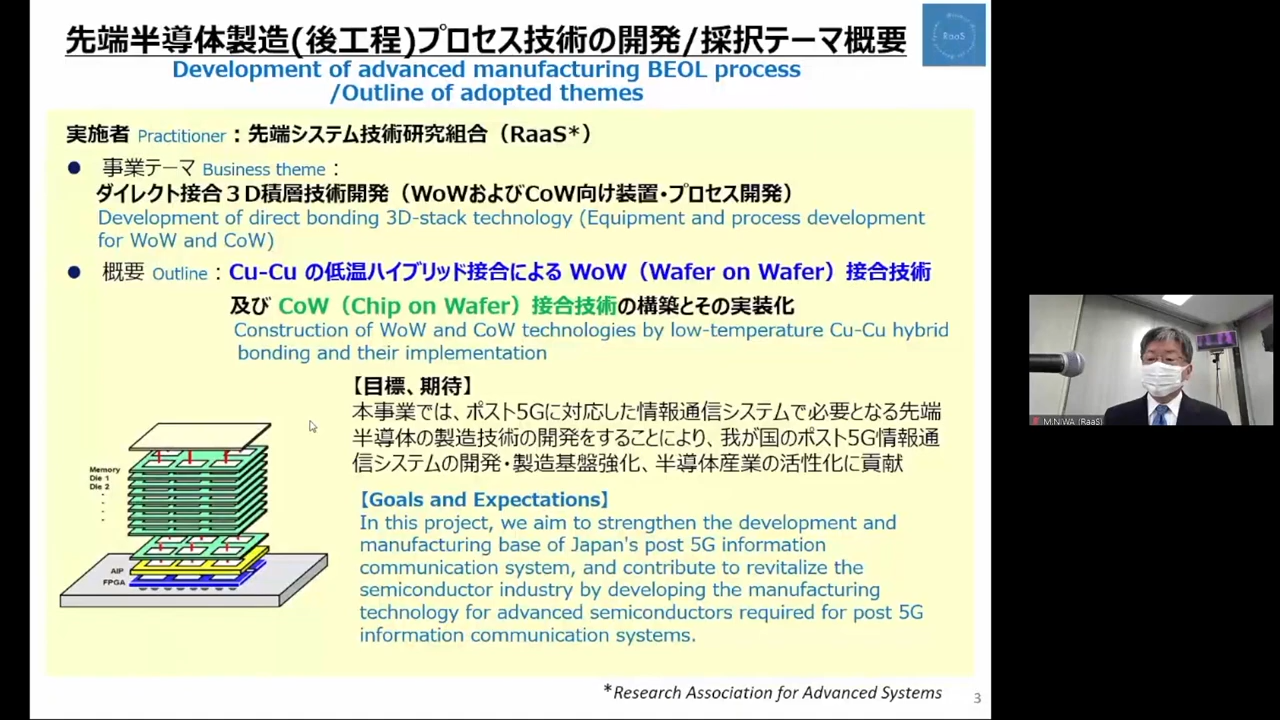 先端半導体製造(後工程)プロセス技術の開発/採択テーマ概要
RaaS
Development of advanced manufacturing BEOL process
/Outline of adopted themes
実施者 Practitioner：先端システム技術研究組合（RaaS*）
● 事業テーマ Business theme：
ダイレクト接合３D積層技術開発（WoWおよびCoW向け装置・プロセス開発）
Development of direct bonding 3D-stack technology (Equipment and process development
for WoW and CoW)
● 概要 Outline：Cu-Cu の低温ハイブリッド接合による WoW（Wafer on Wafer）接合技術
及び CoW（Chip on Wafer）接合技術の構築とその実装化
Construction of WoW and CoW technologies by low-temperature Cu-Cu hybrid
bonding and their implementation
【目標、期待】
本事業では、ポスト5Gに対応した情報通信システムで必要となる先端
半導体の製造技術の開発をすることにより、我が国のポスト5G情報通
信システムの開発・製造基盤強化、半導体産業の活性化に貢献
Memory
Die 1
Die 2
AIP
FPGA
【Goals and Expectations】
In this project, we aim to strengthen the development and
manufacturing base of Japan's post 5G information
communication system, and contribute to revitalize the
semiconductor industry by developing the manufacturing
technology for advanced semiconductors required for post 5G
information communication systems.
*Research Association for Advanced Systems
3
M.NIWA (RaaS)